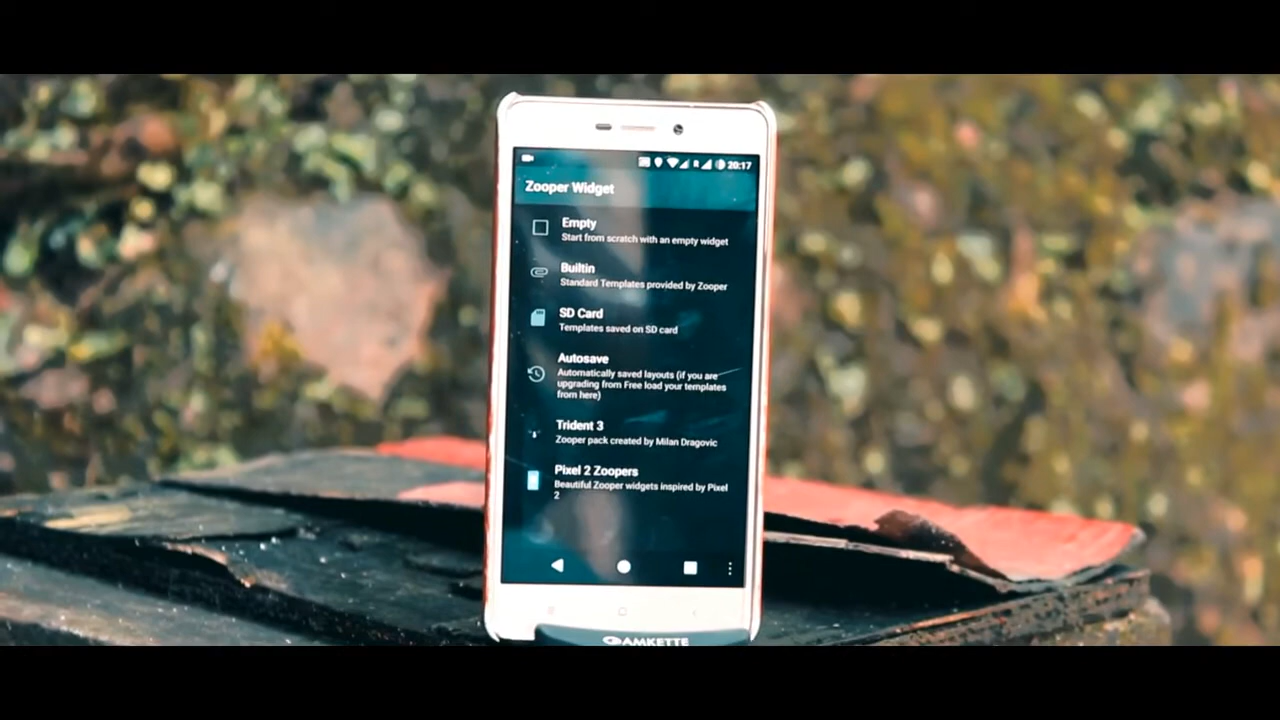 20:17
Zooper Widget
Empty
Start from scratch with an empty widget
Builtin
Standard Templates provided by Zooper
SD Card
Templates saved on SD card
Autosave
Automatically saved layouts (if you are
upgrading from Free load your templates
from here)
Trident 3
Zooper pack created by Milan Dragovic
Pixel 2 Zoopers
Beautiful Zooper widgets inspired by Pixel
2
AMKETTE